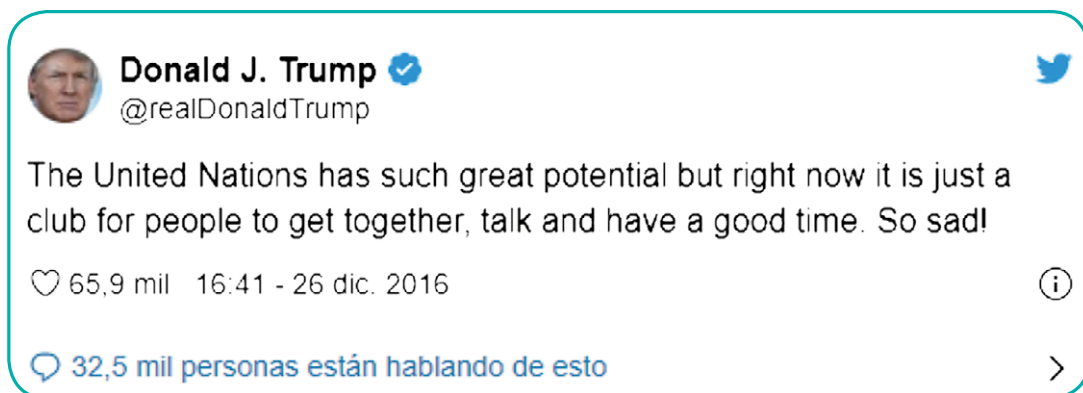 Donald J. Trump
@realDonaldTrump
The United Nations has such great potential but right now it is just a
club for people to get together, talk and have a good time. So sad!
65,9 mil 16:41 - 26 dic. 2016
32,5 mil personas están hablando de esto